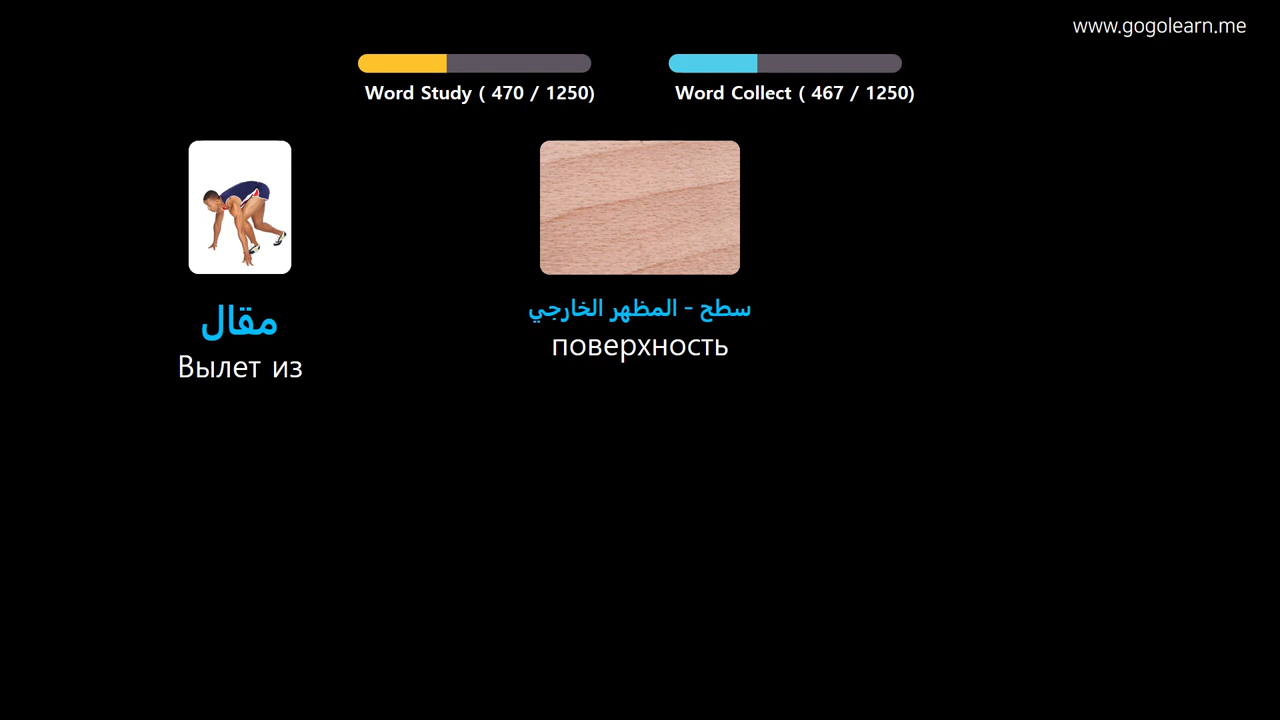 www.gogolearn.me
Word Study ( 470 / 1250)
Word Collect ( 467 / 1250)
مقال
Вылет из
سطح - المظهر الخارجي
поверхность